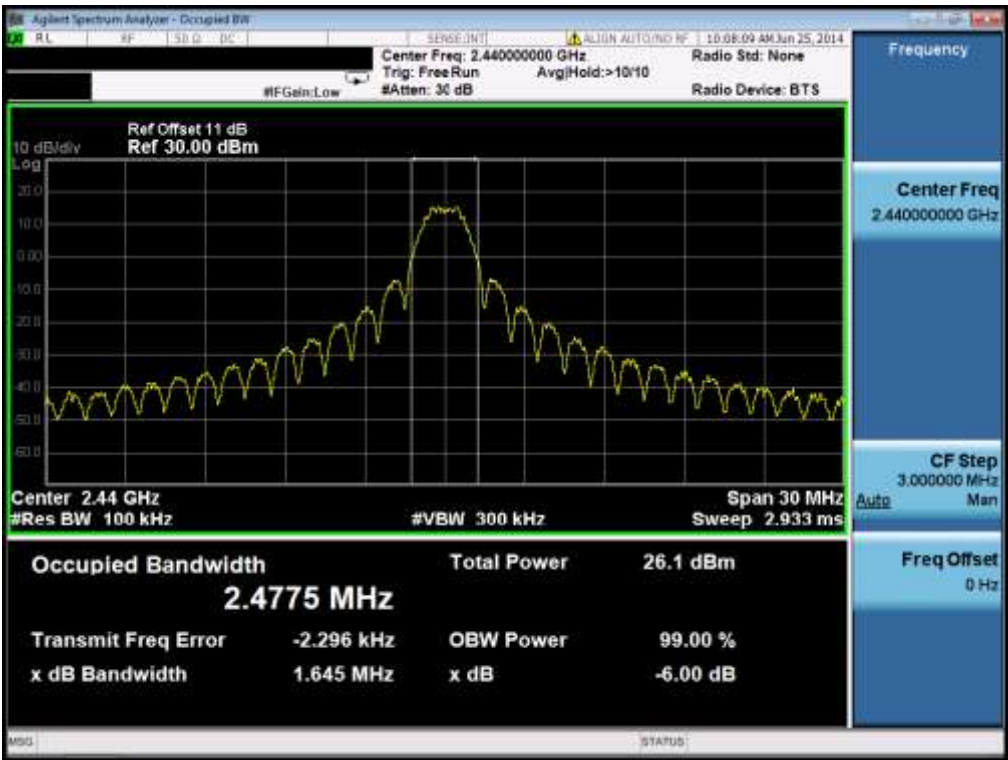 Agilent Spectrum Analyzer - Occupied BW
RL RF 50 Ω DC SENSE:INT ALIGN AUTO/NO RF 10:08:09 AM Jun 25, 2014
Center Freq: 2.440000000 GHz Radio Std: None
Trig: Free Run Avg|Hold:>10/10
#IFGain:Low #Atten: 30 dB Radio Device: BTS
Frequency
Ref Offset 11 dB
10 dB/div Ref 30.00 dBm
Log
20.0
10.0
0.00
-10.0
-20.0
-30.0
-40.0
-50.0
-60.0
Center 2.44 GHz Span 30 MHz
#Res BW 100 kHz #VBW 300 kHz Sweep 2.933 ms
Occupied Bandwidth Total Power 26.1 dBm
2.4775 MHz
Transmit Freq Error -2.296 kHz OBW Power 99.00 %
x dB Bandwidth 1.645 MHz x dB -6.00 dB
Center Freq
2.440000000 GHz
CF Step
3.000000 MHz
Auto Man
Freq Offset
0 Hz
MSG STATUS